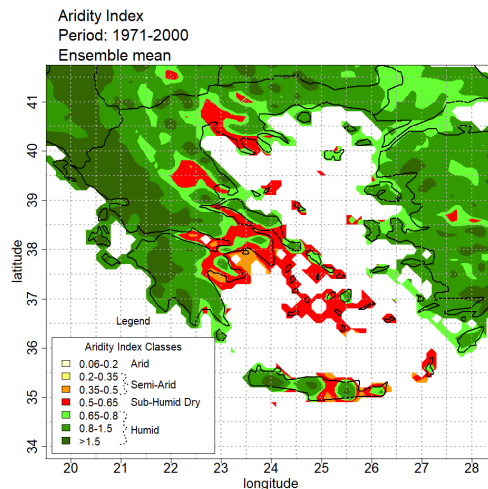 Aridity Index
Period: 1971-2000
Ensemble mean
41
40
39
38
37
36
35
34
latitude
Legend
Aridity Index Classes
0.06-0.2 Arid
0.2-0.35
Semi-Arid
0.35-0.5
0.5-0.65 Sub-Humid Dry
0.65-0.8
0.8-1.5 Humid
>1.5
20 21 22 23 24 25 26 27 28
longitude